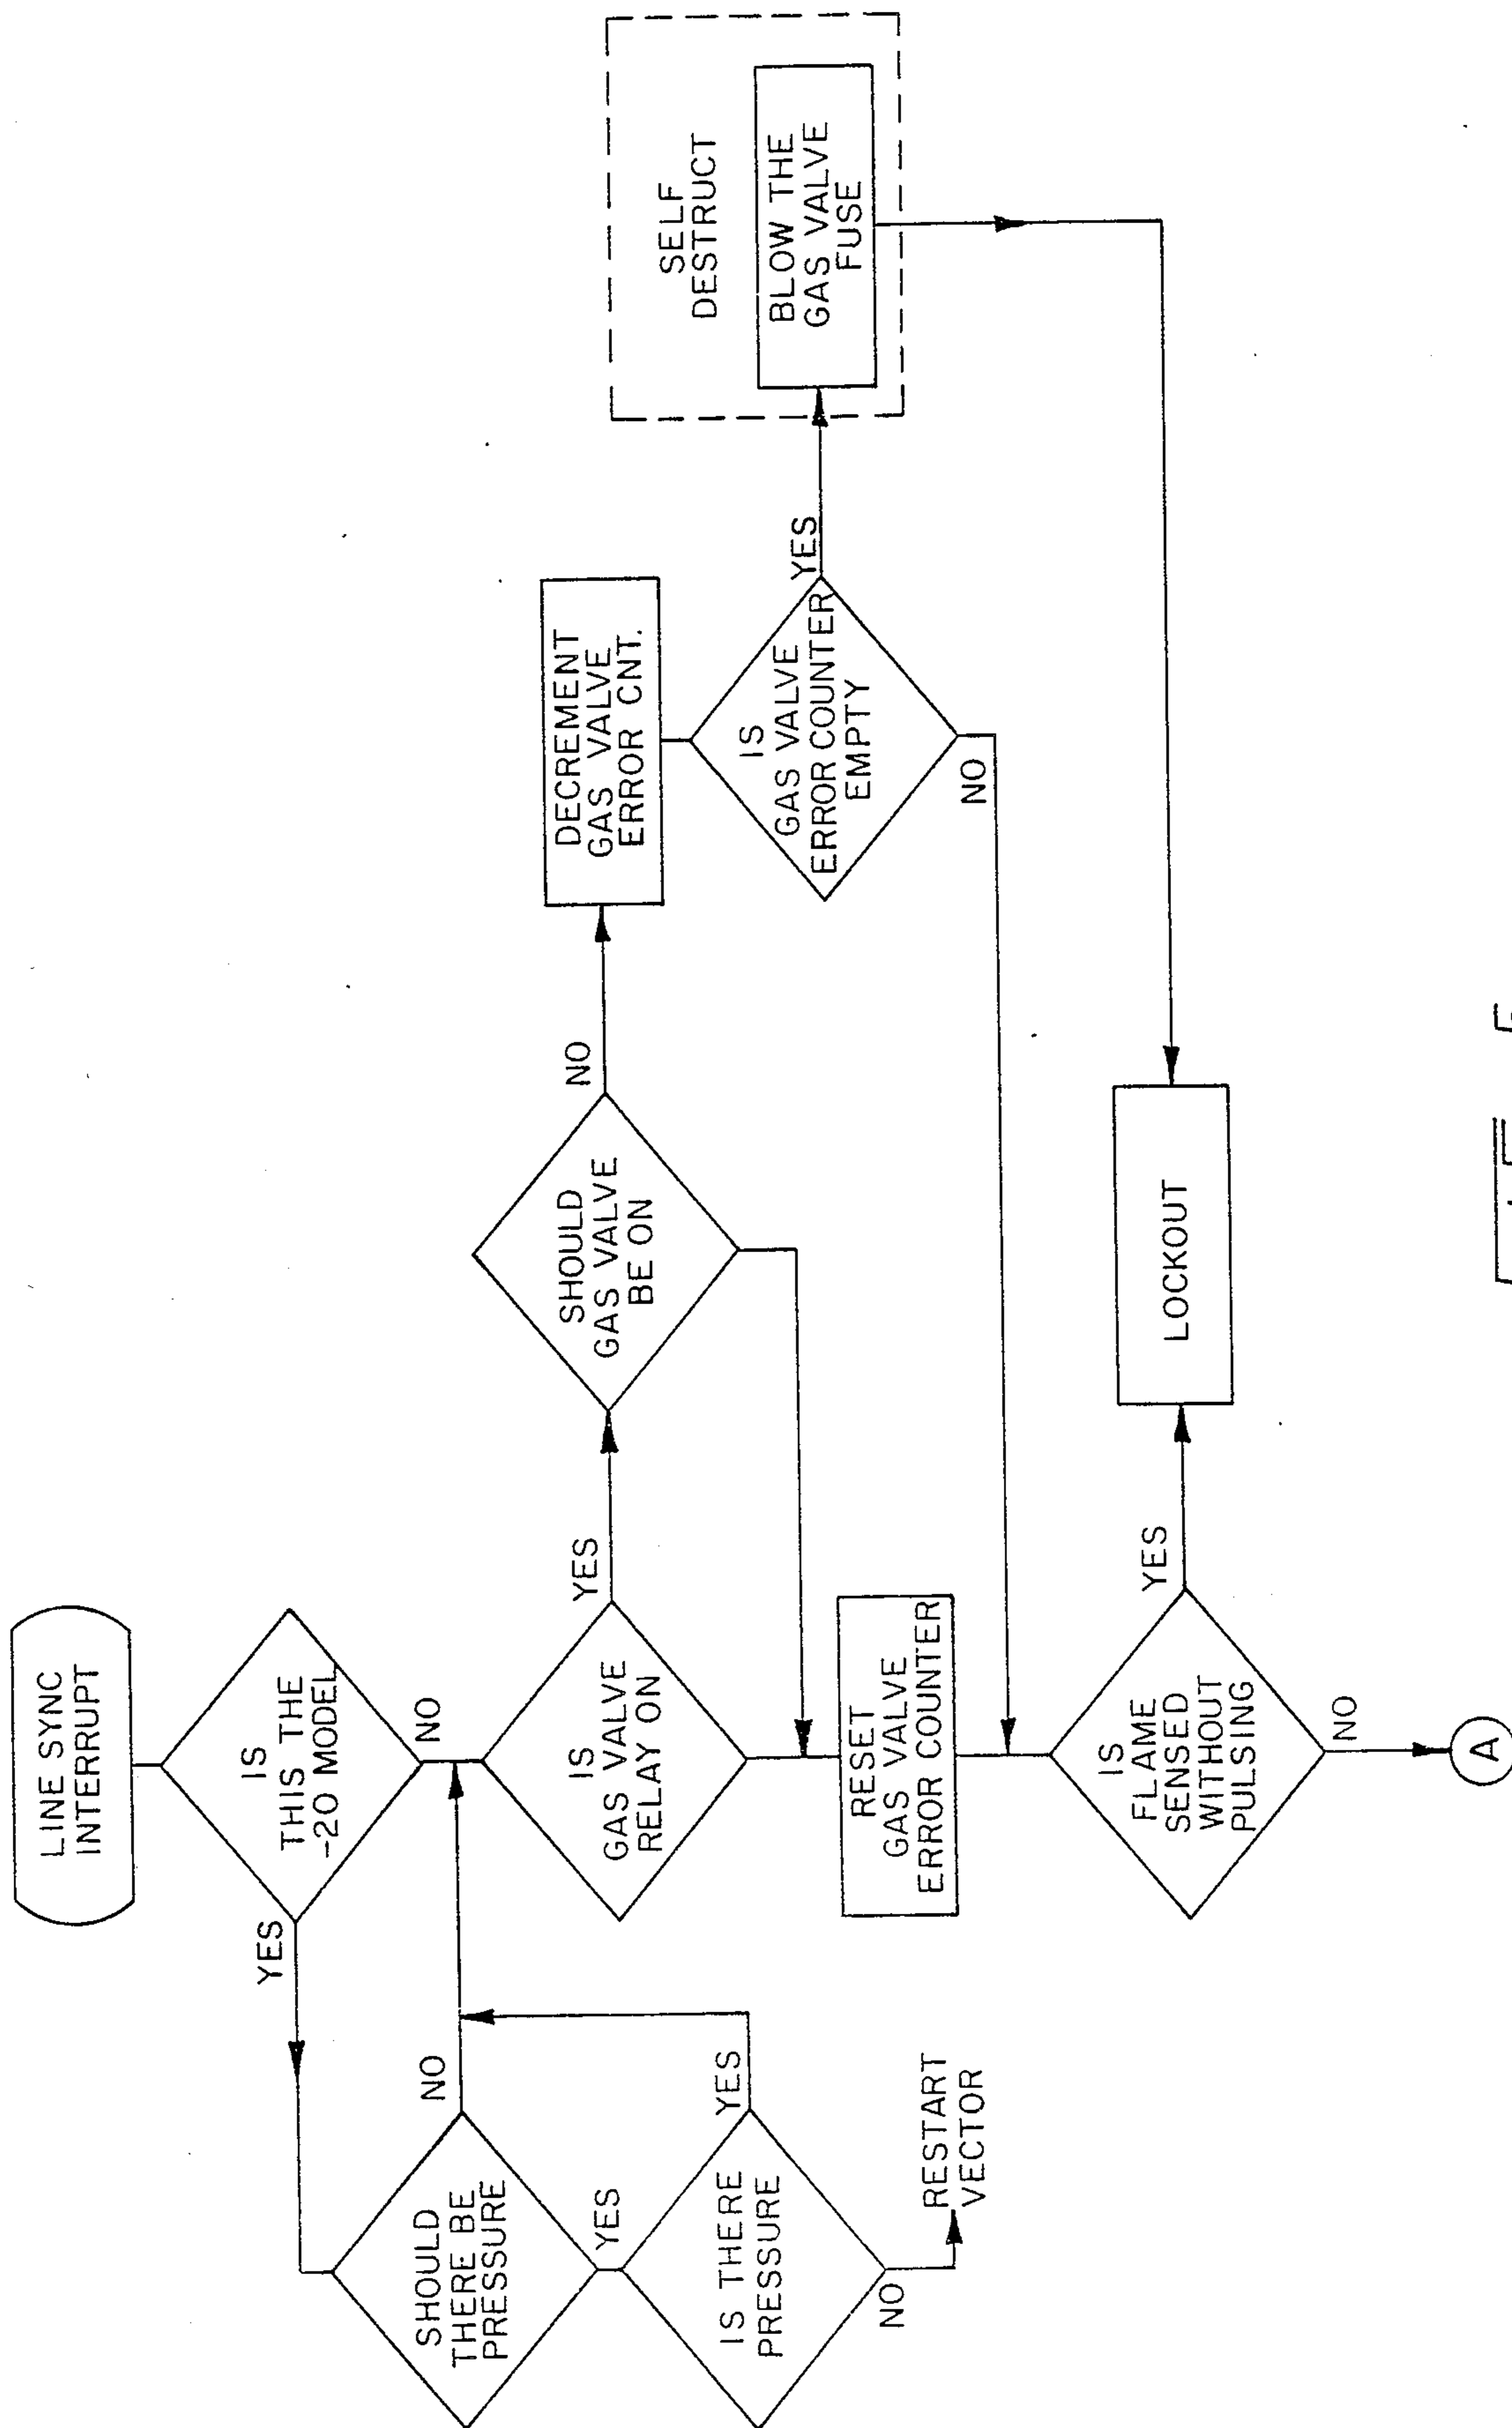 LINE SYNC
INTERRUPT
IS
THIS THE
-20 MODEL
YES
NO
SHOULD
THERE BE
PRESSURE
NO
YES
IS THERE
PRESSURE
YES
NO
RESTART
VECTOR
IS
GAS VALVE
RELAY ON
YES
SHOULD
GAS VALVE
BE ON
NO
DECREMENT
GAS VALVE
ERROR CNT.
IS
GAS VALVE
ERROR COUNTER
EMPTY
YES
NO
SELF
DESTRUCT
BLOW THE
GAS VALVE
FUSE
RESET
GAS VALVE
ERROR COUNTER
IS
FLAME
SENSED
WITHOUT
PULSING
YES
LOCKOUT
NO
A